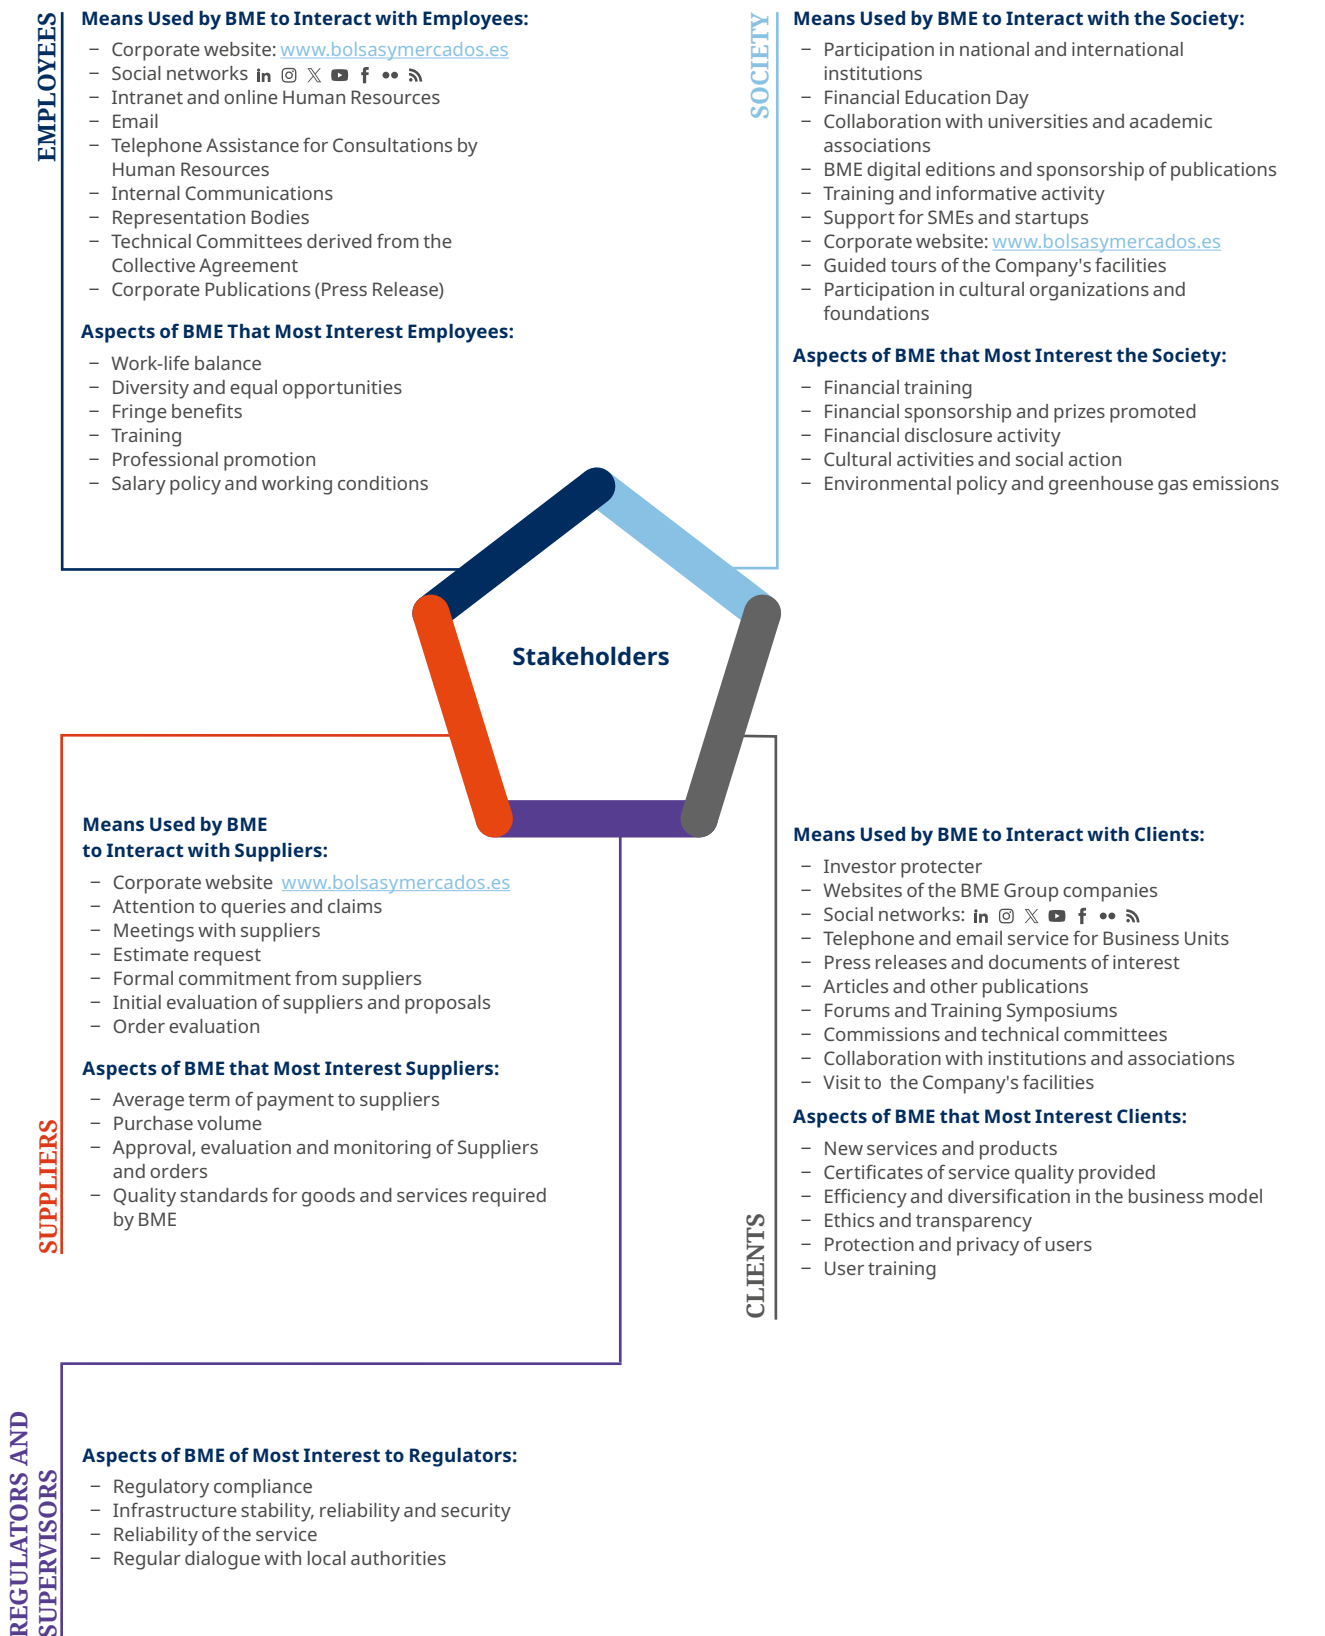 EMPLOYEES
Means Used by BME to Interact with Employees:
– Corporate website: www.bolsasymercados.es
– Social networks
– Intranet and online Human Resources
– Email
– Telephone Assistance for Consultations by
Human Resources
– Internal Communications
– Representation Bodies
– Technical Committees derived from the
Collective Agreement
– Corporate Publications (Press Release)
Aspects of BME That Most Interest Employees:
– Work-life balance
– Diversity and equal opportunities
– Fringe benefits
– Training
– Professional promotion
– Salary policy and working conditions
SOCIETY
Means Used by BME to Interact with the Society:
– Participation in national and international
institutions
– Financial Education Day
– Collaboration with universities and academic
associations
– BME digital editions and sponsorship of publications
– Training and informative activity
– Support for SMEs and startups
– Corporate website: www.bolsasymercados.es
– Guided tours of the Company's facilities
– Participation in cultural organizations and
foundations
Aspects of BME that Most Interest the Society:
– Financial training
– Financial sponsorship and prizes promoted
– Financial disclosure activity
– Cultural activities and social action
– Environmental policy and greenhouse gas emissions
Stakeholders
SUPPLIERS
Means Used by BME
to Interact with Suppliers:
– Corporate website www.bolsasymercados.es
– Attention to queries and claims
– Meetings with suppliers
– Estimate request
– Formal commitment from suppliers
– Initial evaluation of suppliers and proposals
– Order evaluation
Aspects of BME that Most Interest Suppliers:
– Average term of payment to suppliers
– Purchase volume
– Approval, evaluation and monitoring of Suppliers
and orders
– Quality standards for goods and services required
by BME
CLIENTS
Means Used by BME to Interact with Clients:
– Investor protecter
– Websites of the BME Group companies
– Social networks:
– Telephone and email service for Business Units
– Press releases and documents of interest
– Articles and other publications
– Forums and Training Symposiums
– Commissions and technical committees
– Collaboration with institutions and associations
– Visit to the Company's facilities
Aspects of BME that Most Interest Clients:
– New services and products
– Certificates of service quality provided
– Efficiency and diversification in the business model
– Ethics and transparency
– Protection and privacy of users
– User training
REGULATORS AND
SUPERVISORS
Aspects of BME of Most Interest to Regulators:
– Regulatory compliance
– Infrastructure stability, reliability and security
– Reliability of the service
– Regular dialogue with local authorities